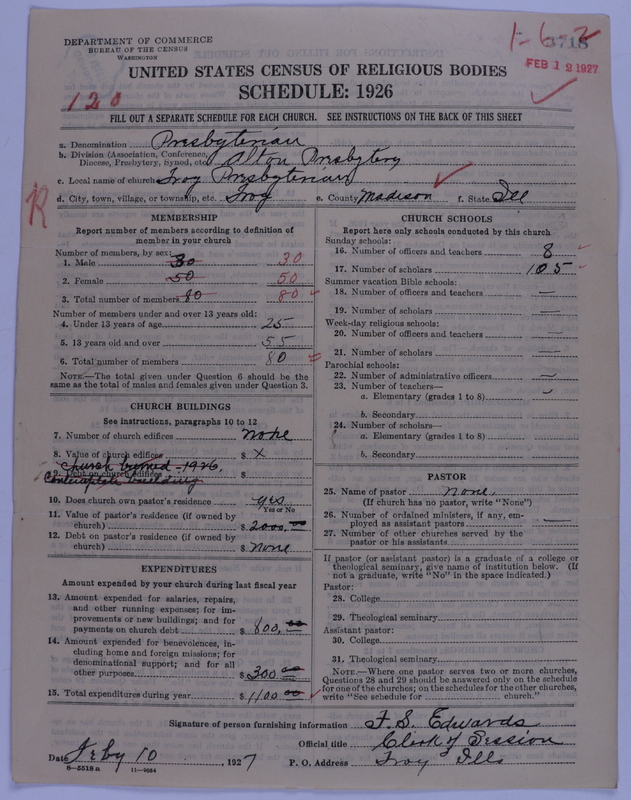 DEPARTMENT OF COMMERCE
BUREAU OF THE CENSUS
WASHINGTON
1-6 2
3718
FEB 12 1927
UNITED STATES CENSUS OF RELIGIOUS BODIES
SCHEDULE: 1926
120
FILL OUT A SEPARATE SCHEDULE FOR EACH CHURCH. SEE INSTRUCTIONS ON THE BACK OF THIS SHEET
a. Denomination Presbyterian
b. Division (Association, Conference, Diocese, Presbytery, Synod, etc.) Alton Presbytery
c. Local name of church Troy Presbyterian
d. City, town, village, or township, etc. Troy e. County Madison f. State Ill
R
MEMBERSHIP
Report number of members according to definition of
member in your church
Number of members, by sex:
1. Male 30 30
2. Female 50 50
3. Total number of members 80 80
Number of members under and over 13 years old:
4. Under 13 years of age 25
5. 13 years old and over 55
6. Total number of members 80
NOTE.—The total given under Question 6 should be
the same as the total of males and females given under Question 3.
CHURCH BUILDINGS
See instructions, paragraphs 10 to 12
7. Number of church edifices none
8. Value of church edifices $ x
church burned - 1926,
9. Debt on church edifices $
contemplate building
10. Does church own pastor's residence yes
Yes or No
11. Value of pastor's residence (if owned by
church) $ 2000.00
12. Debt on pastor's residence (if owned by
church) $ None
EXPENDITURES
Amount expended by your church during last fiscal year
13. Amount expended for salaries, repairs,
and other running expenses; for im-
provements or new buildings; and for
payments on church debt $ 800.00
14. Amount expended for benevolences, in-
cluding home and foreign missions; for
denominational support; and for all
other purposes $ 300.00
15. Total expenditures during year $ 1100.00
CHURCH SCHOOLS
Report here only schools conducted by this church
Sunday schools:
16. Number of officers and teachers 8
17. Number of scholars 105
Summer vacation Bible schools:
18. Number of officers and teachers —
19. Number of scholars —
Week-day religious schools:
20. Number of officers and teachers —
21. Number of scholars —
Parochial schools:
22. Number of administrative officers —
23. Number of teachers—
a. Elementary (grades 1 to 8)
b. Secondary
24. Number of scholars—
a. Elementary (grades 1 to 8)
b. Secondary
PASTOR
25. Name of pastor None
(If church has no pastor, write "None")
26. Number of ordained ministers, if any, em-
ployed as assistant pastors —
27. Number of other churches served by the
pastor or his assistants
If pastor (or assistant pastor) is a graduate of a college or
theological seminary, give name of institution below. (If
not a graduate, write "No" in the space indicated.)
Pastor:
28. College
29. Theological seminary
Assistant pastor:
30. College
31. Theological seminary
NOTE.—Where one pastor serves two or more churches,
Questions 28 and 29 should be answered only on the schedule
for one of the churches; on the schedules for the other churches,
write "See schedule for church."
Signature of person furnishing information F. S. Edwards
Official title Clerk of Session
Date Feby 10, 1927 P. O. Address Troy Ills
8—5518 a 11—9684